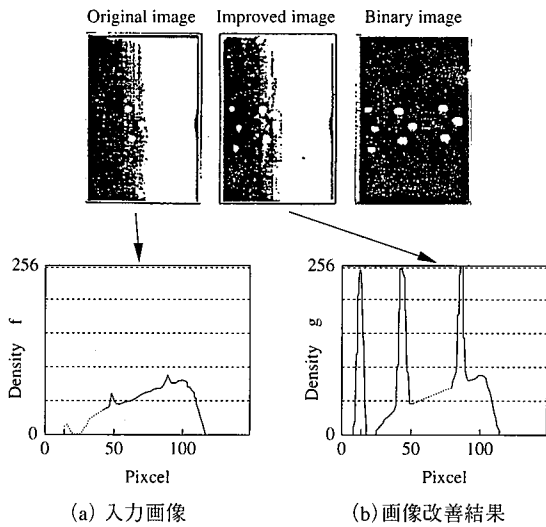 Original image Improved image Binary image
256
Density f
0
0 50 100
Pixcel
(a) 入力画像
256
Density g
0
0 50 100
Pixcel
(b) 画像改善結果